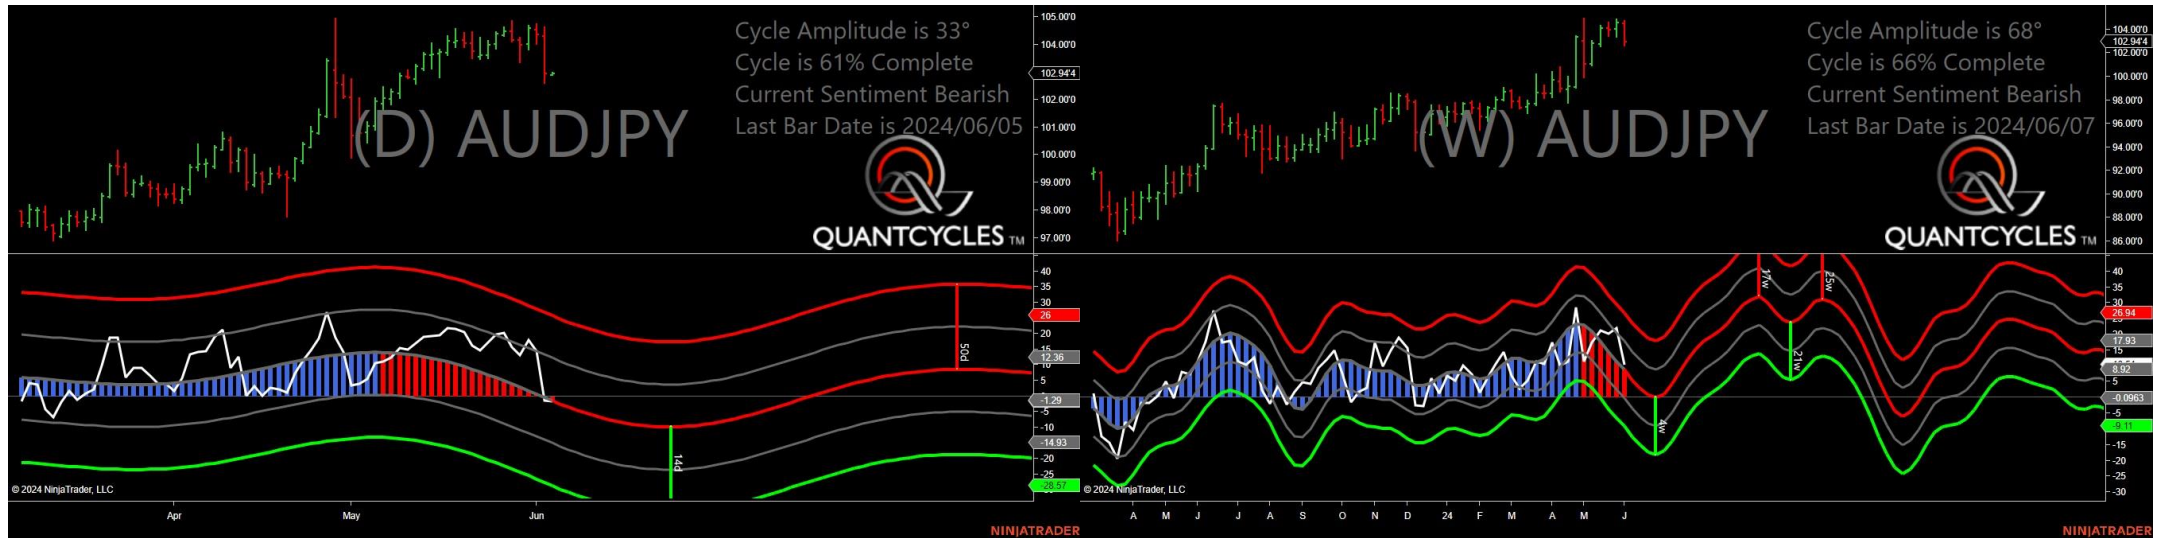 Cycle Amplitude is 33°
Cycle is 61% Complete
Current Sentiment Bearish
Last Bar Date is 2024/06/05
(D) AUDJPY
QUANTCYCLES TM
105.00'0
104.00'0
102.94'4
102.00'0
101.00'0
100.00'0
99.00'0
98.00'0
97.00'0
40
35
30
26
20
15
12.36
5
-1.29
-5
-10
-14.93
-20
-25
-28.57
50d
14d
© 2024 NinjaTrader, LLC
Apr
May
Jun
NINJATRADER
Cycle Amplitude is 68°
Cycle is 66% Complete
Current Sentiment Bearish
Last Bar Date is 2024/06/07
(W) AUDJPY
QUANTCYCLES TM
104.00'0
102.94'4
102.00'0
100.00'0
98.00'0
96.00'0
94.00'0
92.00'0
90.00'0
88.00'0
86.00'0
40
35
30
26.94
17.93
15
8.92
5
-0.0963
-5
-9.11
-15
-20
-25
-30
17w
25w
21w
4w
© 2024 NinjaTrader, LLC
A
M
J
J
A
S
O
N
D
24
F
M
A
M
J
NINJATRADER